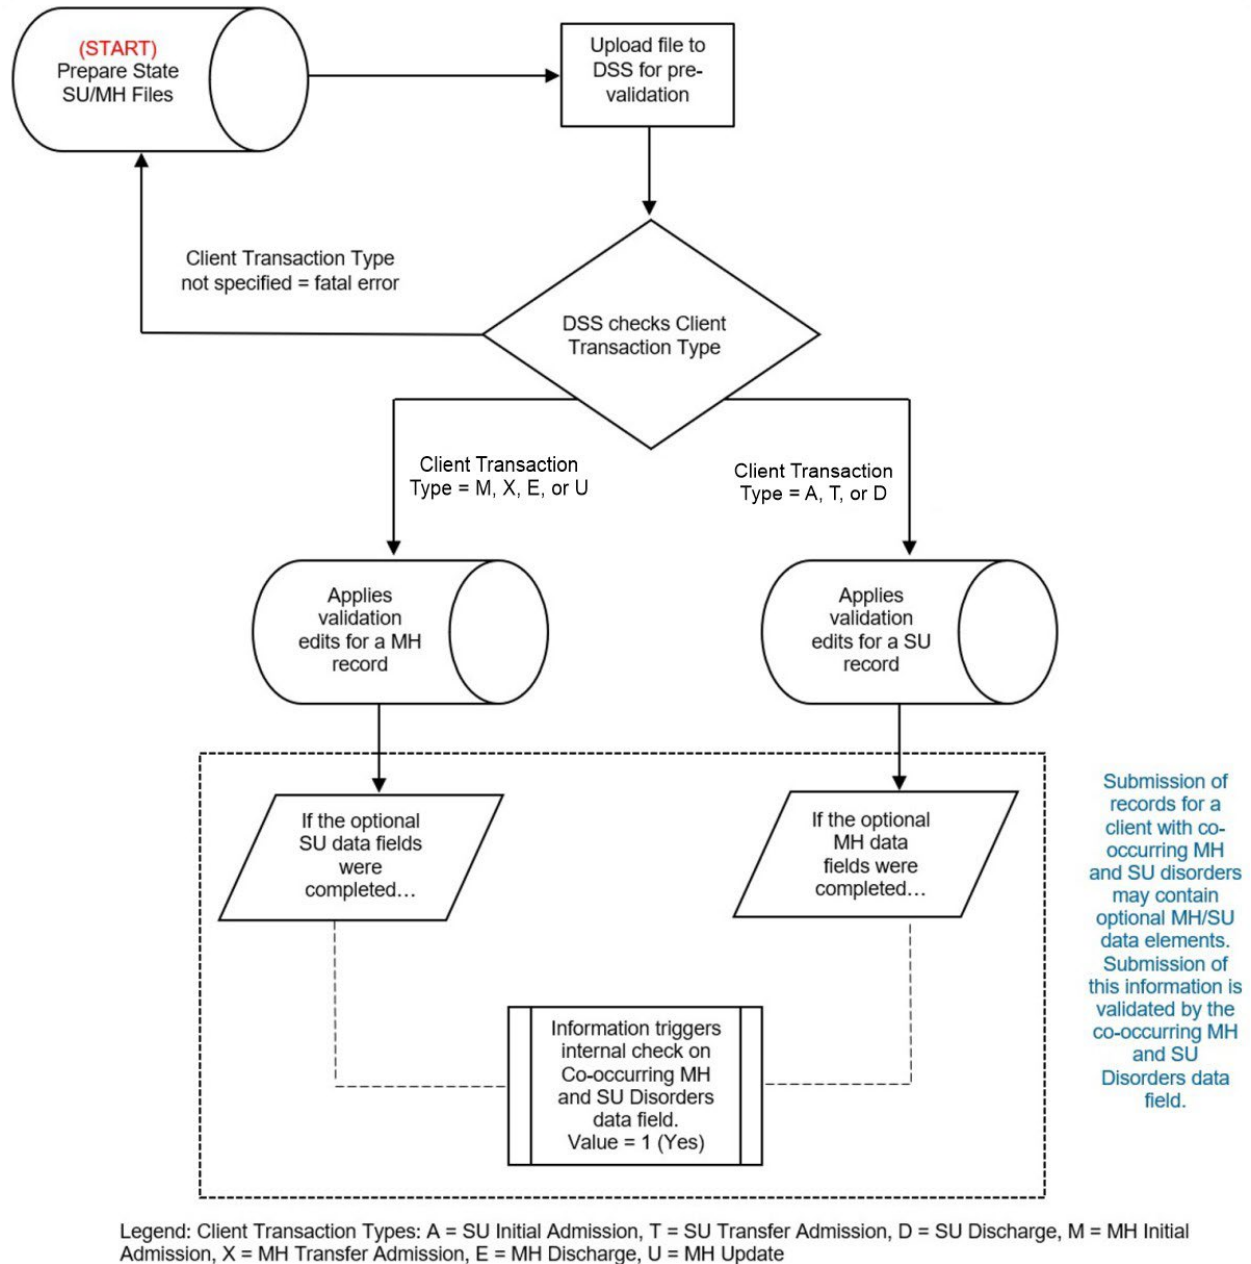 (START)
Prepare State
SU/MH Files
Upload file to
DSS for pre-
validation
Client Transaction Type
not specified = fatal error
DSS checks Client
Transaction Type
Client Transaction
Type = M, X, E, or U
Client Transaction
Type = A, T, or D
Applies
validation
edits for a MH
record
Applies
validation
edits for a SU
record
If the optional
SU data fields
were
completed…
If the optional
MH data
fields were
completed…
Information triggers
internal check on
Co-occurring MH
and SU Disorders
data field.
Value = 1 (Yes)
Submission of
records for a
client with co-
occurring MH
and SU disorders
may contain
optional MH/SU
data elements.
Submission of
this information is
validated by the
co-occurring MH
and SU
Disorders data
field.
Legend: Client Transaction Types: A = SU Initial Admission, T = SU Transfer Admission, D = SU Discharge, M = MH Initial
Admission, X = MH Transfer Admission, E = MH Discharge, U = MH Update